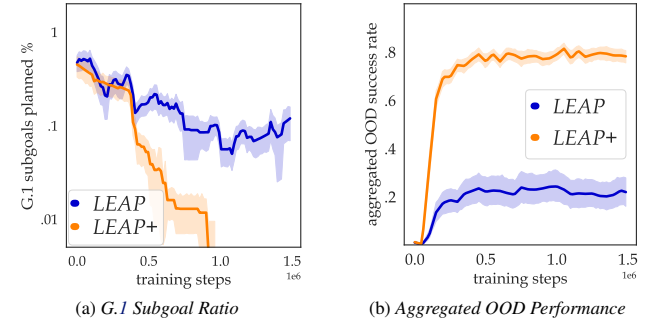 G.1 subgoals planned %
1
.1
.01
LEAP
LEAP+
0.0 0.5 1.0 1.5
1e6
training steps
(a) G.1 Subgoal Ratio
aggregated OOD success rate
.8
.6
.4
.2
LEAP
LEAP+
0.0 0.5 1.0 1.5
1e6
training steps
(b) Aggregated OOD Performance